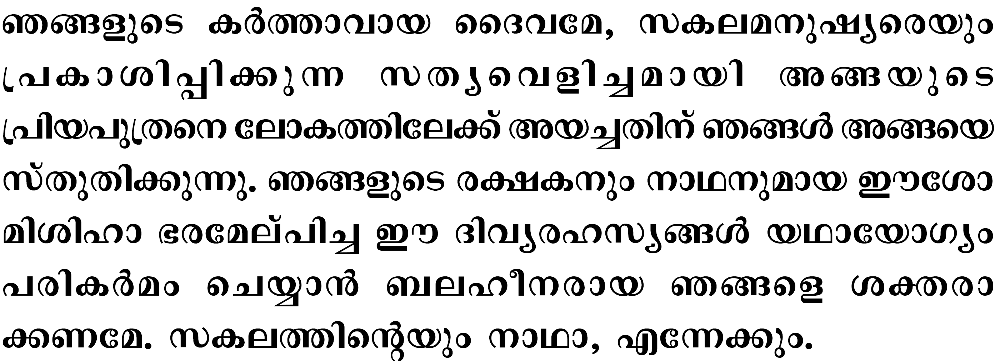 ഞങ്ങളുടെ കർത്താവായ ദൈവമേ, സകലമനുഷ്യരെയും
പ്രകാശിപ്പിക്കുന്ന സത്യവെളിച്ചമായി അങ്ങയുടെ
പ്രിയപുത്രനെ ലോകത്തിലേക്ക് അയച്ചതിന് ഞങ്ങൾ അങ്ങയെ
സ്തുതിക്കുന്നു. ഞങ്ങളുടെ രക്ഷകനും നാഥനുമായ ഈശോ
മിശിഹാ ഭരമേല്പിച്ച ഈ ദിവ്യരഹസ്യങ്ങൾ യഥായോഗ്യം
പരികർമം ചെയ്യാൻ ബലഹീനരായ ഞങ്ങളെ ശക്തരാ
ക്കണമേ. സകലത്തിന്റെയും നാഥാ, എന്നേക്കും.